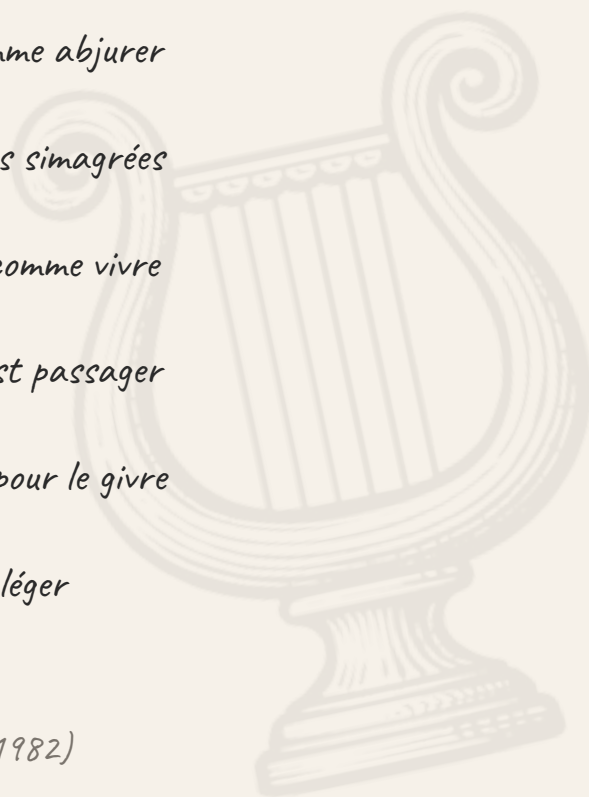 me abjurer
s simagrées
comme vivre
st passager
pour le givre
léger
1982)